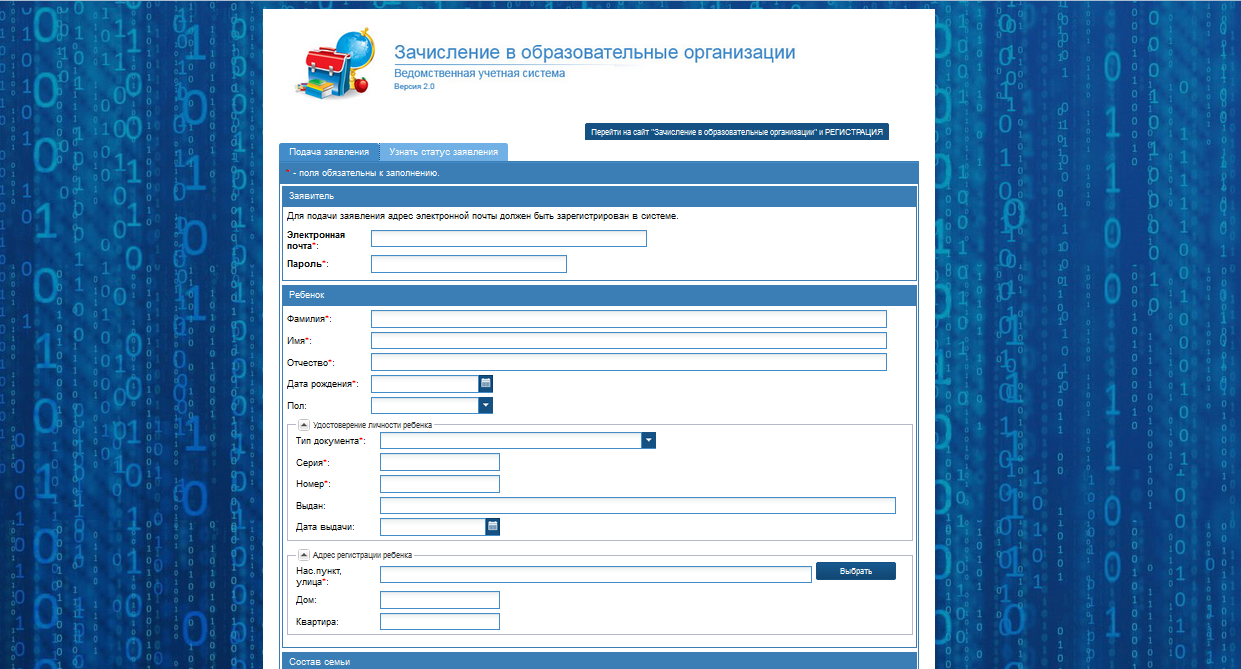 Зачисление в образовательные организации
Ведомственная учетная система
Версия 2.0
Перейти на сайт "Зачисление в образовательные организации" и РЕГИСТРАЦИЯ
Подача заявления
Узнать статус заявления
* - поля обязательны к заполнению.
Заявитель
Для подачи заявления адрес электронной почты должен быть зарегистрирован в системе.
Электронная
почта*:
Пароль*:
Ребенок
Фамилия*:
Имя*:
Отчество*:
Дата рождения*:
Пол:
Удостоверение личности ребенка
Тип документа*:
Серия*:
Номер*:
Выдан:
Дата выдачи:
Адрес регистрации ребенка
Нас.пункт,
улица*:
Выбрать
Дом:
Квартира:
Состав семьи